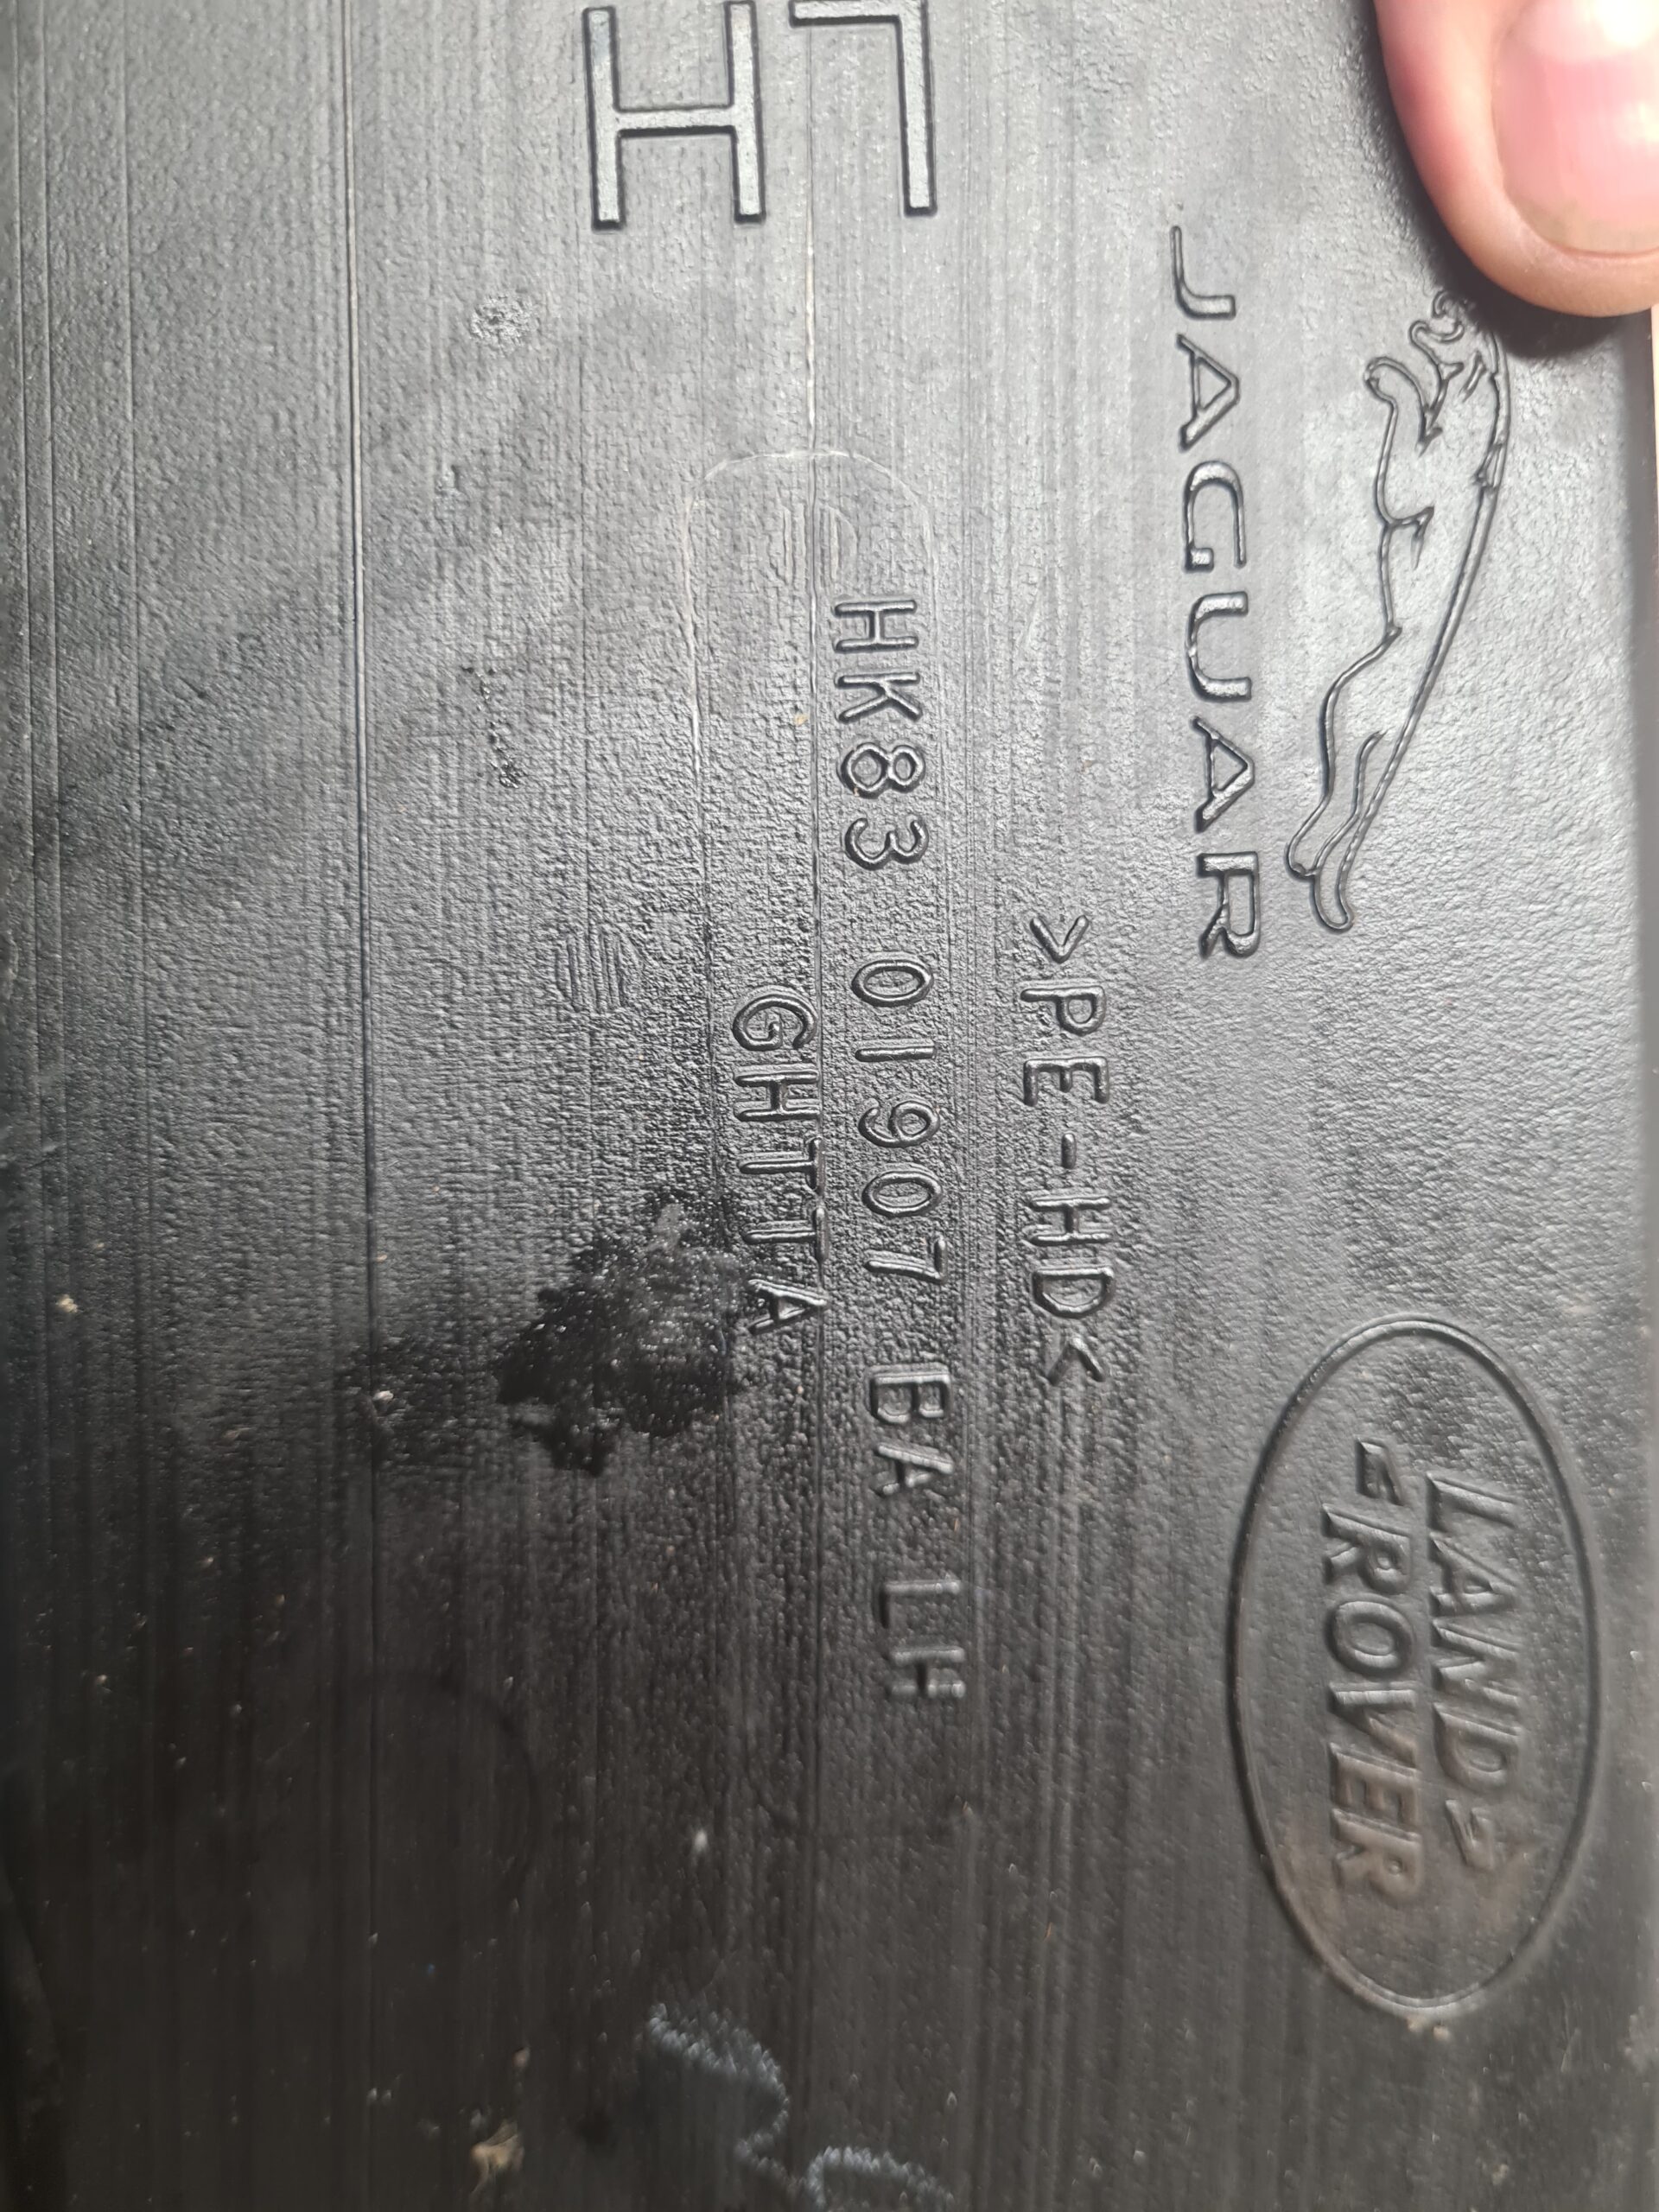 LH
JAGUAR
LAND
ROVER
>PE-HD<
HK83 01907 BA LH
GHTTA